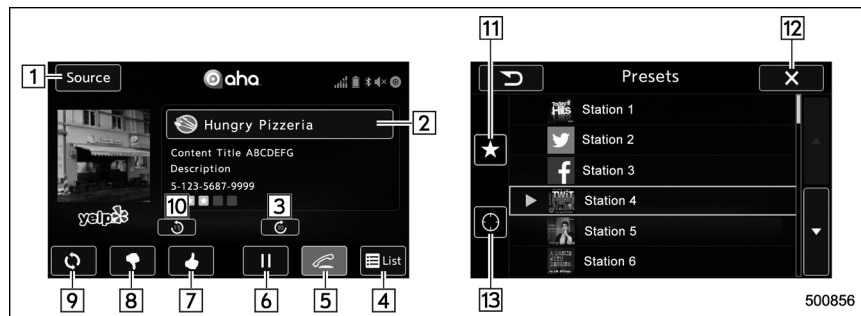 11
12
1
Source
aha
Presets
X
Hungry Pizzeria
2
Station 1
Content Title ABCDEFG
Description
Station 2
5-123-5687-9999
Station 3
10
3
yelp
15
30
Station 4
Station 5
List
Station 6
9
8
7
6
5
4
13
500856